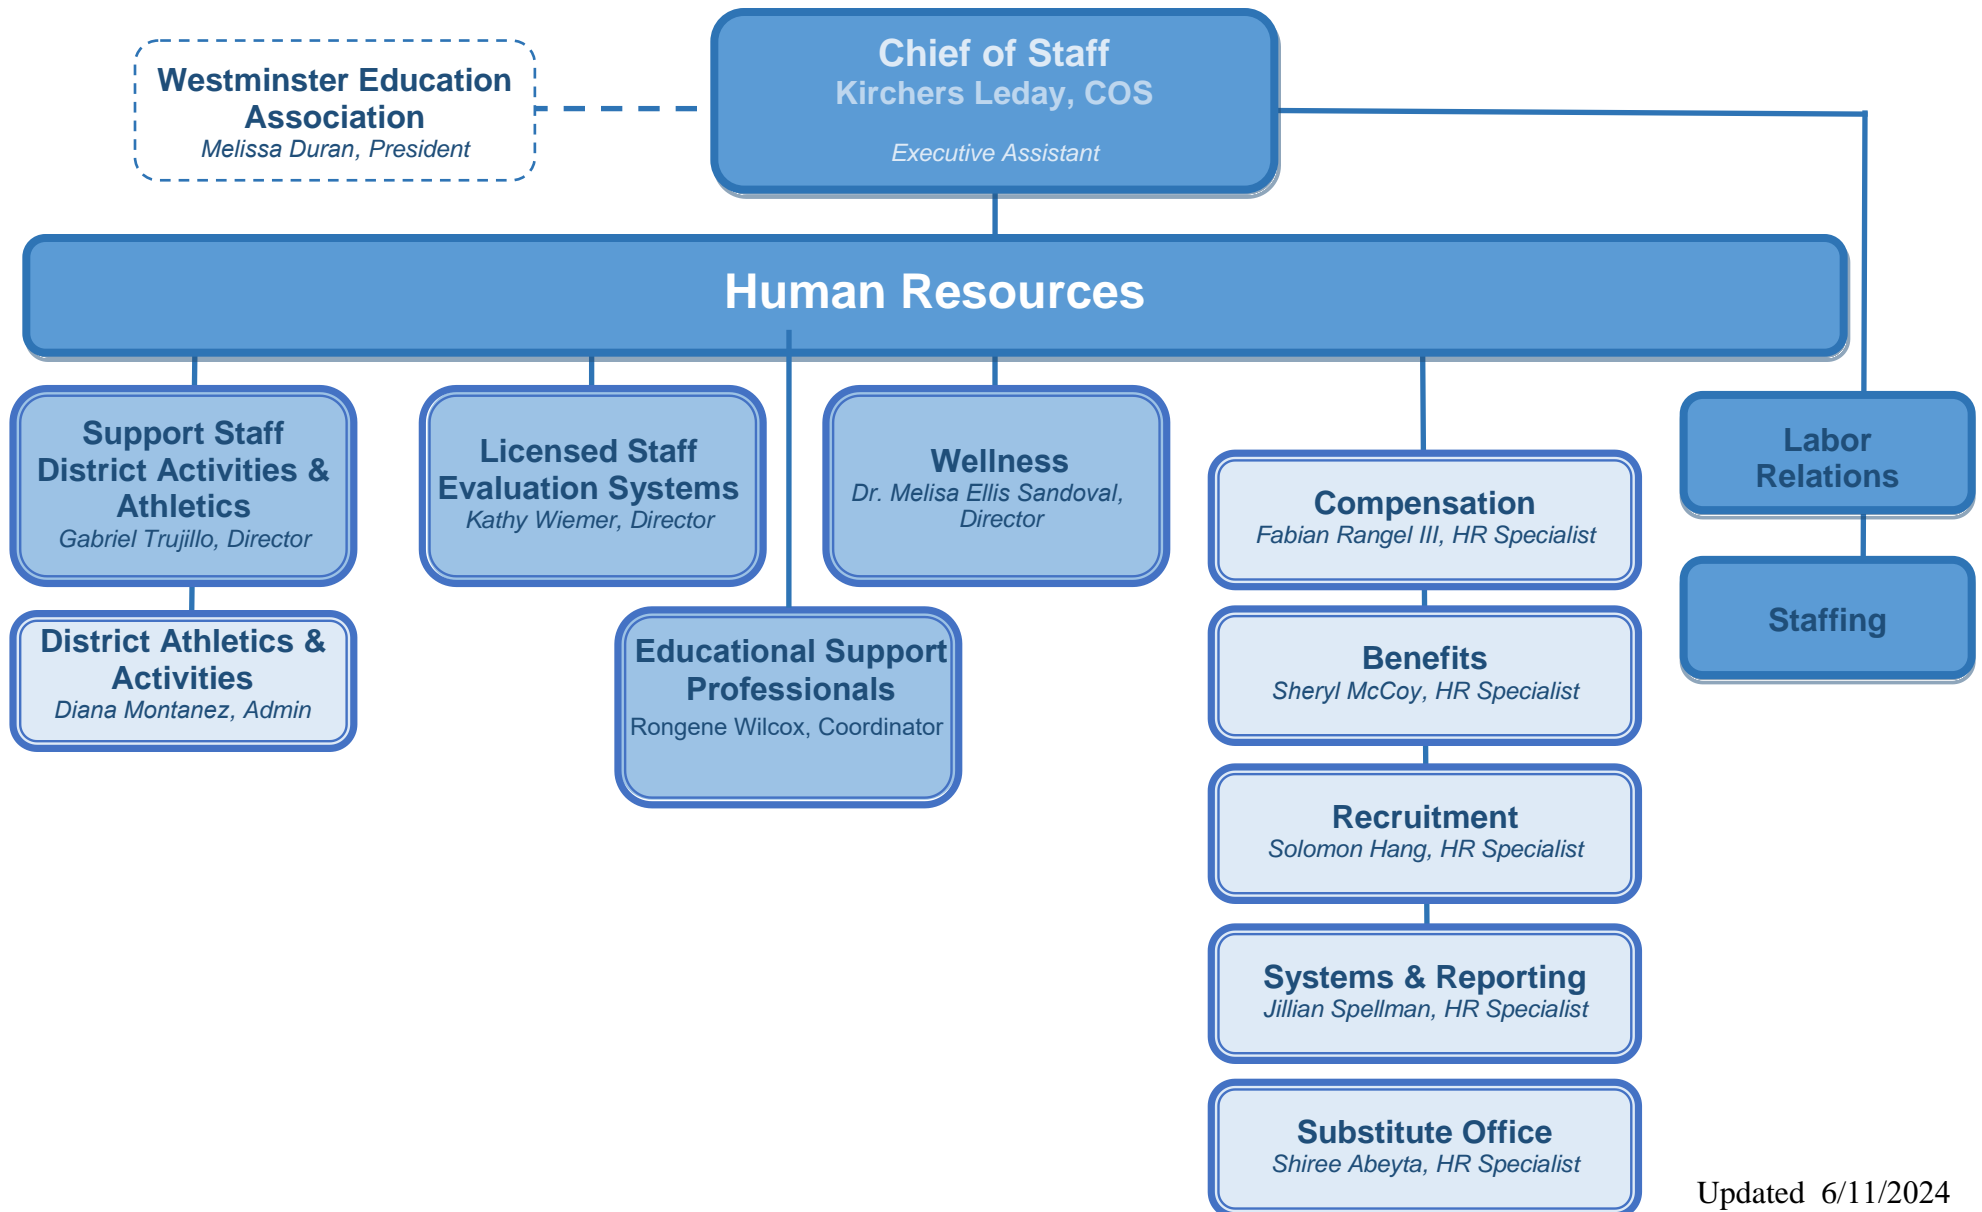 Chief of Staff
Kirchers Leday, COS
Executive Assistant
Westminster Education
Association
Melissa Duran, President
Human Resources
Support Staff
District Activities &
Athletics
Gabriel Trujillo, Director
District Athletics &
Activities
Diana Montanez, Admin
Licensed Staff
Evaluation Systems
Kathy Wiemer, Director
Educational Support
Professionals
Rongene Wilcox, Coordinator
Wellness
Dr. Melisa Ellis Sandoval,
Director
Compensation
Fabian Rangel III, HR Specialist
Benefits
Sheryl McCoy, HR Specialist
Recruitment
Solomon Hang, HR Specialist
Systems & Reporting
Jillian Spellman, HR Specialist
Substitute Office
Shiree Abeyta, HR Specialist
Labor
Relations
Staffing
Updated 6/11/2024